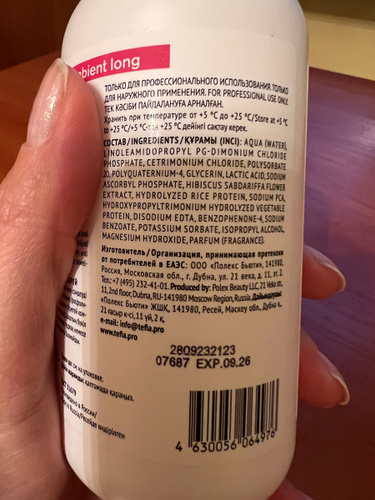 bient long
ТОЛЬКО ДЛЯ ПРОФЕССИОНАЛЬНОГО ИСПОЛЬЗОВАНИЯ. ТОЛЬКО
ДЛЯ НАРУЖНОГО ПРИМЕНЕНИЯ. FOR PROFESSIONAL USE ONLY.
ТЕК КӘСІБИ ПАЙДАЛАНУҒА АРНАЛҒАН.
Хранить при температуре от +5 °C до +25 °C/Store at +5 °C
to +25 °C/+5 °C-тан +25 °C дейінгі сақтау керек.
СОСТАВ/INGREDIENTS/ҚҰРАМЫ (INCI): AQUA (WATER),
LINOLEAMIDOPROPYL PG-DIMONIUM CHLORIDE
PHOSPHATE, CETRIMONIUM CHLORIDE, POLYSORBATE
20, POLYQUATERNIUM-4, GLYCERIN, LACTIC ACID, SODIUM
ASCORBYL PHOSPHATE, HIBISCUS SABDARIFFA FLOWER
EXTRACT, HYDROLYZED RICE PROTEIN, SODIUM PCA,
HYDROXYPROPYLTRIMONIUM HYDROLYZED VEGETABLE
PROTEIN, DISODIUM EDTA, BENZOPHENONE-4, SODIUM
BENZOATE, POTASSIUM SORBATE, ISOPROPYL ALCOHOL,
MAGNESIUM HYDROXIDE, PARFUM (FRAGRANCE).
Изготовитель/Организация, принимающая претензии
от потребителей в ЕАЭС: ООО «Полекс Бьюти», 141980,
Россия, Московская обл., г. Дубна, ул. 21 века, д. 11, эт. 2.
Тел.: +7 (495) 232-41-01. Produced by: Polex Beauty LLC, 21 Veka st.,
11, 2nd floor, Dubna, RU-141980 Moscow Region, Russia. Дайындаушы:
«Полекс Бьюти» ЖШҚ, 141980, Ресей, Мәскеу обл., Дубна қ.,
21 ғасыр к-сі, 11 үй, 2 қ.
e-mail: info@tefia.pro
www.tefia.pro
2809232123
07687 EXP.09.26
4 630056 064976